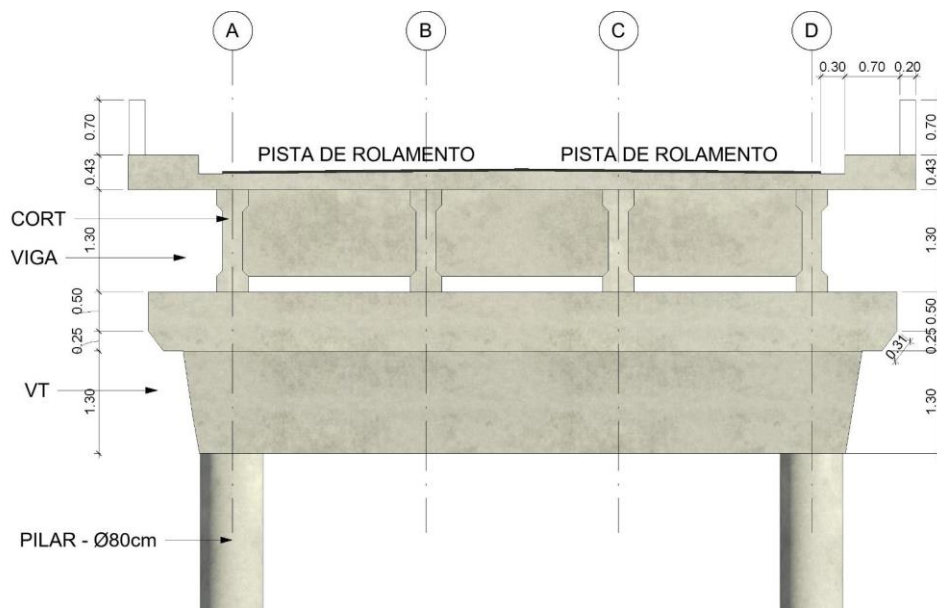 A
B
C
D
0.30
0.70
0.20
0.70
PISTA DE ROLAMENTO
PISTA DE ROLAMENTO
0.43
0.43
CORT
1.30
1.30
VIGA
0.50
0.50
0.25
0.25
0.31
VT
1.30
1.30
PILAR - Ø80cm